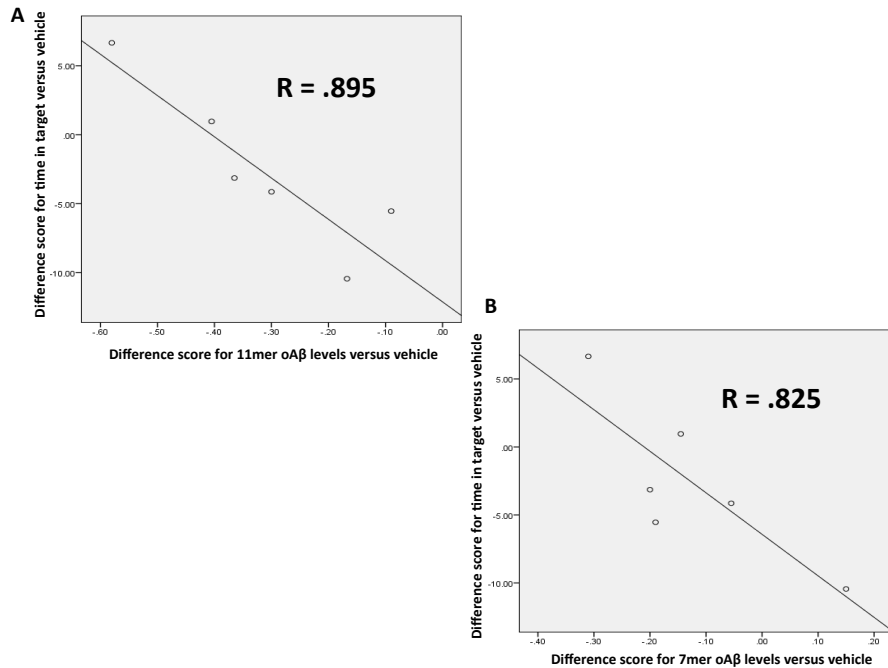 A
Difference score for time in target versus vehicle
5.00
.00
-5.00
-10.00
R = .895
-.60
-.50
-.40
-.30
-.20
-.10
.00
Difference score for 11mer oAβ levels versus vehicle
B
Difference score for time in target versus vehicle
5.00
.00
-5.00
-10.00
R = .825
-.40
-.30
-.20
-.10
.00
.10
.20
Difference score for 7mer oAβ levels versus vehicle